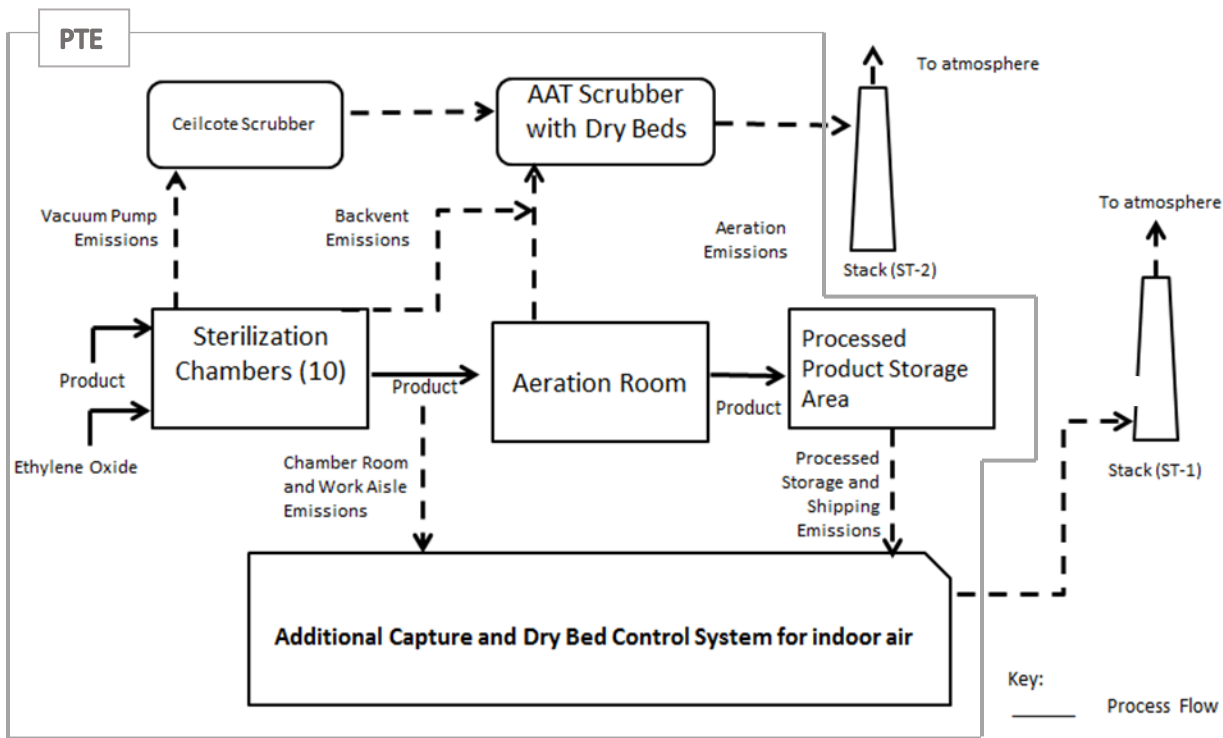 PTE
To atmosphere
Ceilcote Scrubber
AAT Scrubber
with Dry Beds
Vacuum Pump
Emissions
Backvent
Emissions
Aeration
Emissions
Stack (ST-2)
To atmosphere
Sterilization
Chambers (10)
Product
Ethylene Oxide
Product
Aeration Room
Product
Processed
Product Storage
Area
Chamber Room
and Work Aisle
Emissions
Processed
Storage and
Shipping
Emissions
Stack (ST-1)
Additional Capture and Dry Bed Control System for indoor air
Key:
Process Flow